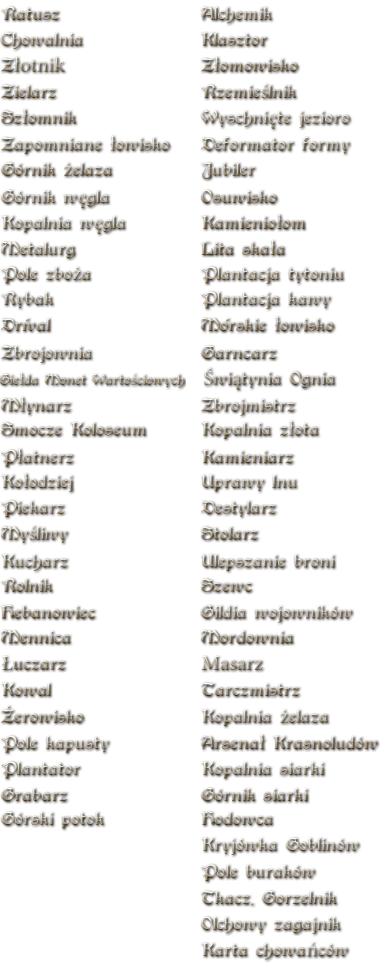 Ratusz
Chowalnia
Złotnik
Zielarz
Szłomnik
Zapomniane łowisko
Górnik żelaza
Górnik węgla
Kopalnia węgla
Metalurg
Pole zboża
Rybak
Drival
Zbrojownia
Giełda Monet Wartościowych
Młynarz
Smocze Koloseum
Płatnerz
Kołodziej
Piekarz
Myśliwy
Kucharz
Rolnik
Hebanowiec
Mennica
Łuczarz
Kowal
Żerowisko
Pole kapusty
Plantator
Grabarz
Górski potok
Alchemik
Klasztor
Złomowisko
Rzemieślnik
Wyschnięte jezioro
Deformator formy
Jubiler
Osuwisko
Kamieniołom
Lita skała
Plantacja tytoniu
Plantacja kawy
Mórskie łowisko
Garncarz
Świątynia Ognia
Zbrojmistrz
Kopalnia złota
Kamieniarz
Uprawy lnu
Destylarz
Stolarz
Ulepszanie broni
Szewc
Gildia wojowników
Mordownia
Masarz
Tarczmistrz
Kopalnia żelaza
Arsenał Krasnoludów
Kopalnia siarki
Górnik siarki
Hodowca
Kryjówka Goblinów
Pole buraków
Tkacz, Gorzelnik
Olchowy zagajnik
Karta chowańców